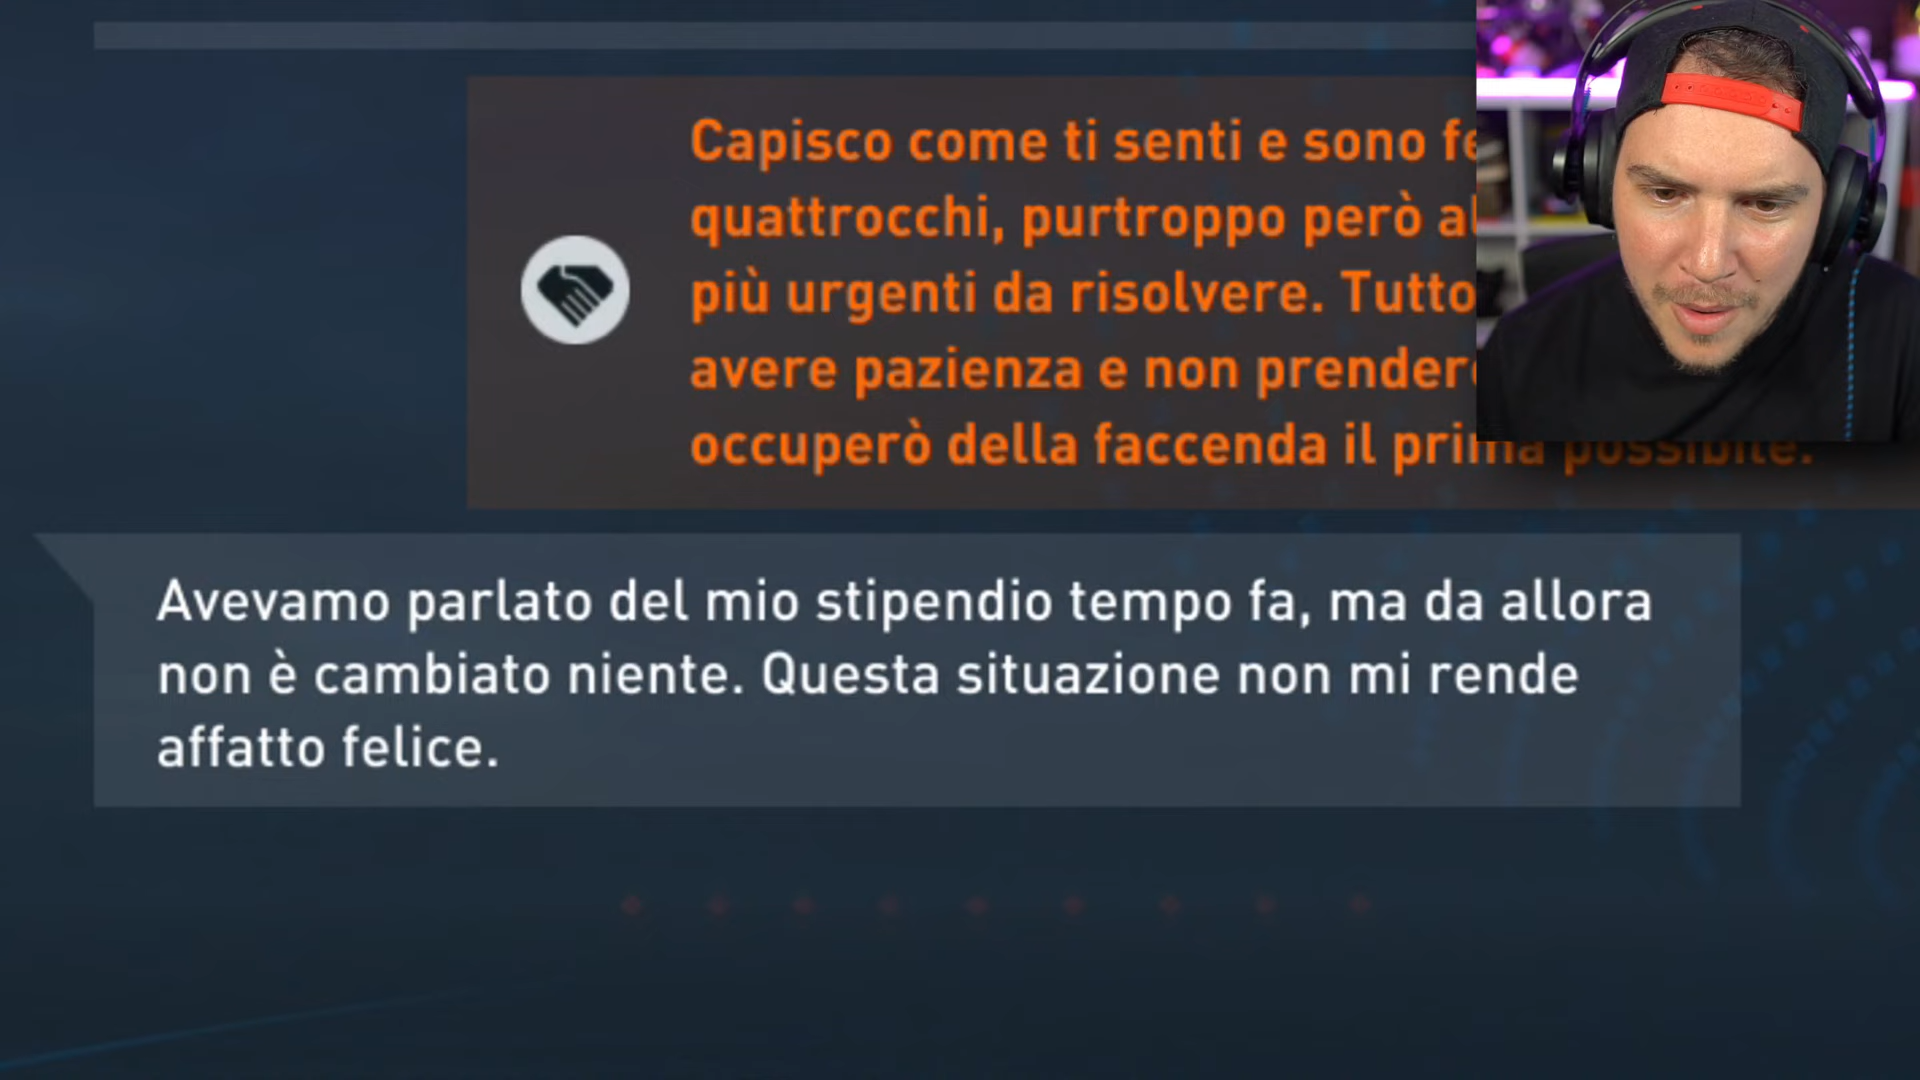 Capisco come ti senti e sono
quattrocchi, purtroppo però
più urgenti da risolvere. Tutto
avere pazienza e non
occuperò della faccenda il prima possibile.
Avevamo parlato del mio stipendio tempo fa, ma da allora
non è cambiato niente. Questa situazione non mi rende
affatto felice.